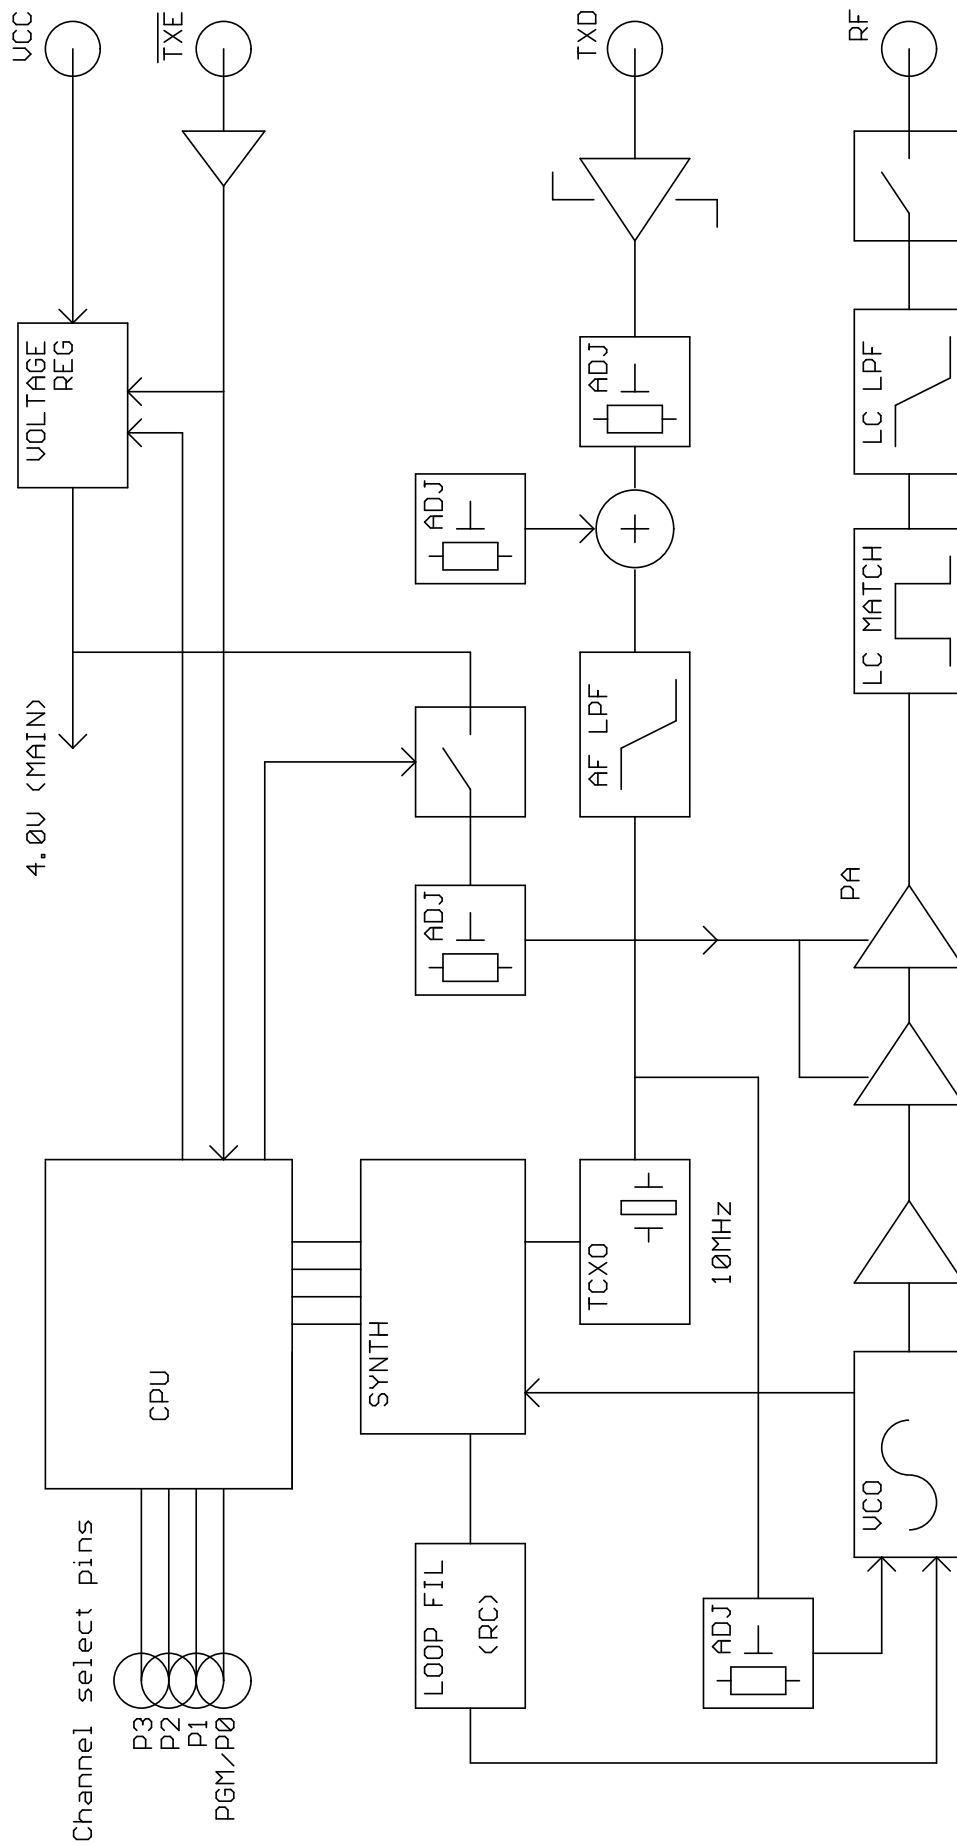 Channel select pins
P3
P2
P1
PGM/P0
CPU
4.0V (MAIN)
VOLTAGE
REG
VCC
TXE
LOOP FIL
(RC)
SYNTH
ADJ
ADJ
TCXO
10MHz
AF LPF
ADJ
TXD
ADJ
VCO
PA
LC MATCH
LC LPF
RF